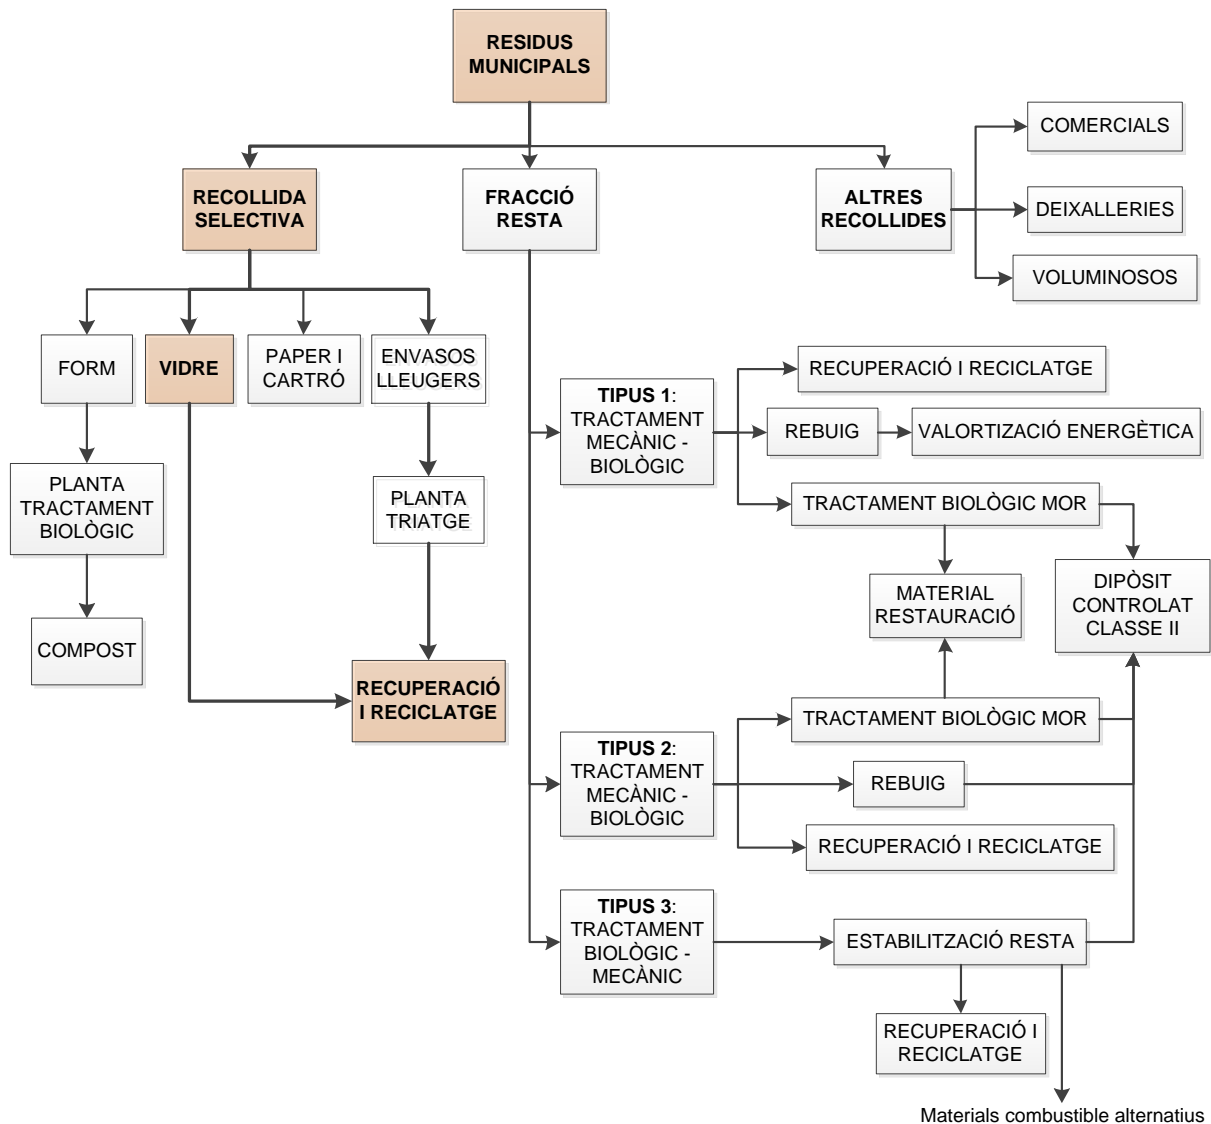 RESIDUS
MUNICIPALS
RECOLLIDA
SELECTIVA
FRACCIÓ
RESTA
ALTRES
RECOLLIDES
COMERCIALS
DEIXALLERIES
VOLUMINOSOS
FORM
VIDRE
PAPER I
CARTRÓ
ENVASOS
LLEUGERS
PLANTA
TRACTAMENT
BIOLÒGIC
PLANTA
TRIATGE
COMPOST
RECUPERACIÓ
I RECICLATGE
TIPUS 1:
TRACTAMENT
MECÀNIC -
BIOLÒGIC
RECUPERACIÓ I RECICLATGE
REBUIG
VALORTIZACIÓ ENERGÈTICA
TRACTAMENT BIOLÒGIC MOR
MATERIAL
RESTAURACIÓ
DIPÒSIT
CONTROLAT
CLASSE II
TIPUS 2:
TRACTAMENT
MECÀNIC -
BIOLÒGIC
TRACTAMENT BIOLÒGIC MOR
REBUIG
RECUPERACIÓ I RECICLATGE
TIPUS 3:
TRACTAMENT
BIOLÒGIC -
MECÀNIC
ESTABILITZACIÓ RESTA
RECUPERACIÓ I
RECICLATGE
Materials combustible alternatius